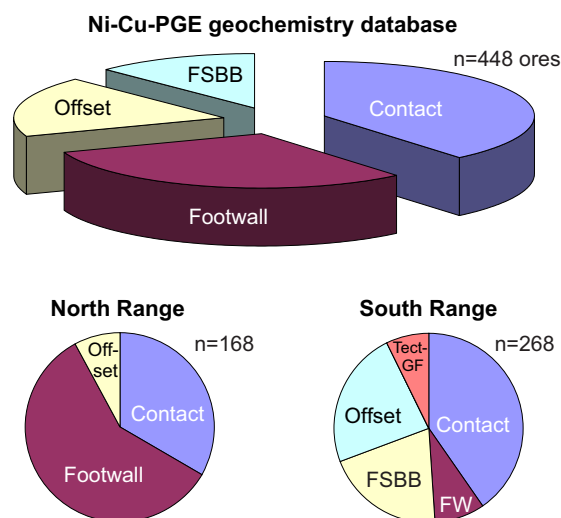 Ni-Cu-PGE geochemistry database
n=448 ores
FSBB
Offset
Contact
Footwall
North Range
n=168
Off-
set
Contact
Footwall
South Range
n=268
Tect-
GF
Offset
Contact
FSBB
FW